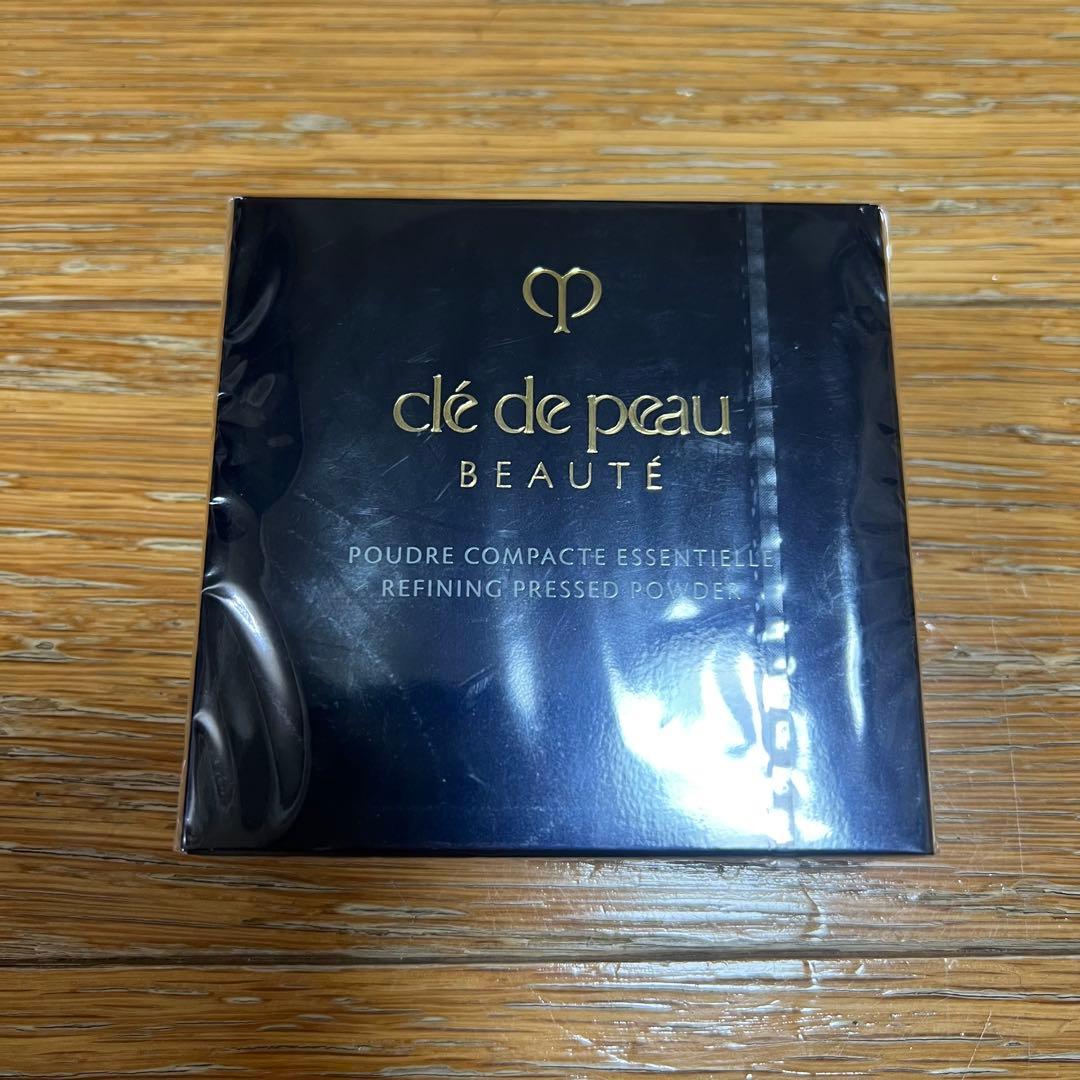 clé de peau
BEAUTÉ
POUDRE COMPACTE ESSENTIELLE
REFINING PRESSED POWDER